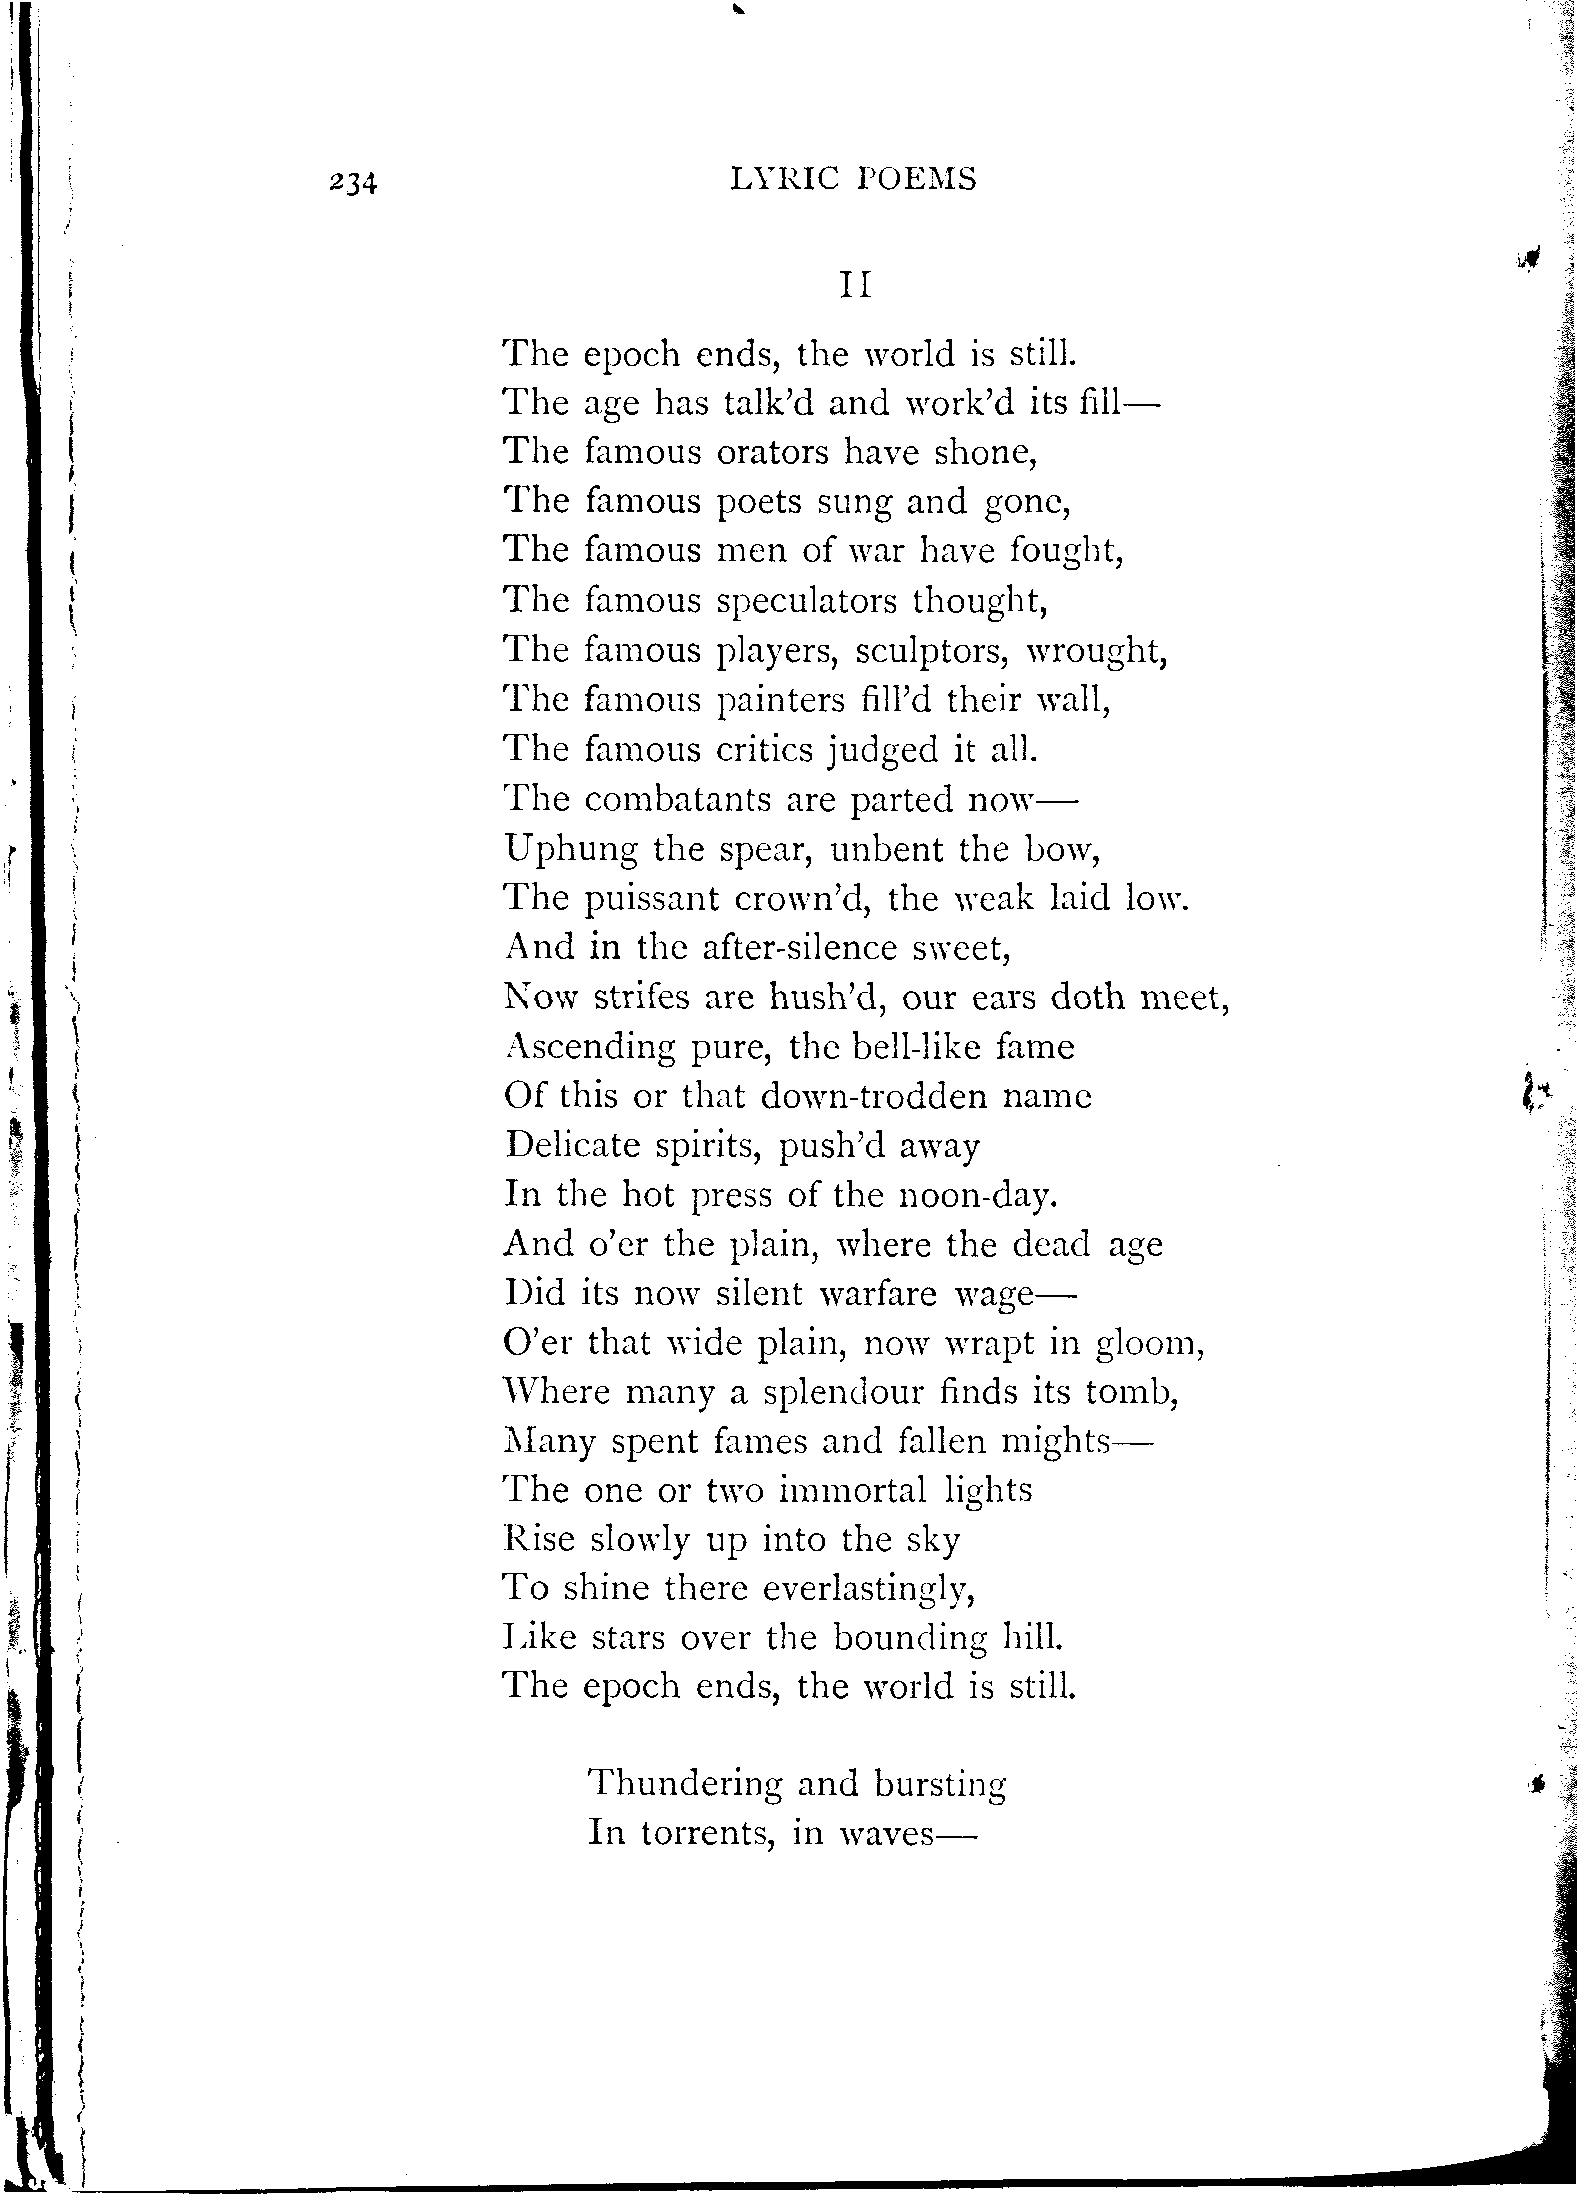 234 LYRIC POEMS
II
The epoch ends, the world is still.
The age has talk'd and work'd its fill—
The famous orators have shone,
The famous poets sung and gone,
The famous men of war have fought,
The famous speculators thought,
The famous players, sculptors, wrought,
The famous painters fill'd their wall,
The famous critics judged it all.
The combatants are parted now—
Uphung the spear, unbent the bow,
The puissant crown'd, the weak laid low.
And in the after-silence sweet,
Now strifes are hush'd, our ears doth meet,
Ascending pure, the bell-like fame
Of this or that down-trodden name
Delicate spirits, push'd away
In the hot press of the noon-day.
And o'er the plain, where the dead age
Did its now silent warfare wage—
O'er that wide plain, now wrapt in gloom,
Where many a splendour finds its tomb,
Many spent fames and fallen mights—
The one or two immortal lights
Rise slowly up into the sky
To shine there everlastingly,
Like stars over the bounding hill.
The epoch ends, the world is still.
Thundering and bursting
In torrents, in waves—